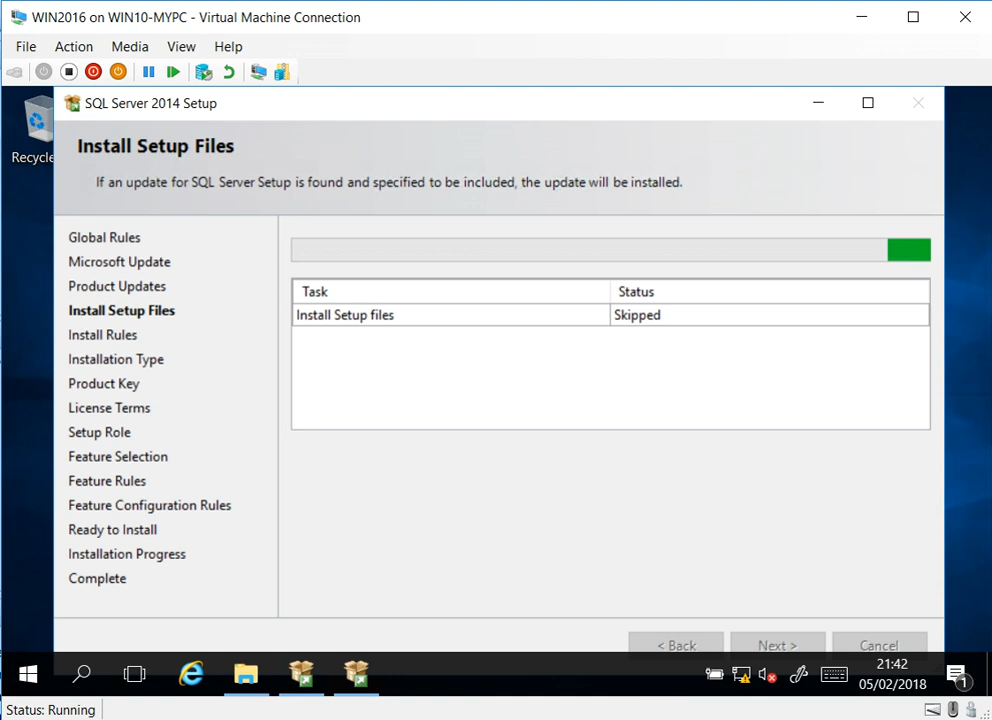 WIN2016 on WIN10-MYPC - Virtual Machine Connection
File Action Media View Help
Recycle
SQL Server 2014 Setup
Install Setup Files
If an update for SQL Server Setup is found and specified to be included, the update will be installed.
Global Rules
Microsoft Update
Product Updates
Install Setup Files
Install Rules
Installation Type
Product Key
License Terms
Setup Role
Feature Selection
Feature Rules
Feature Configuration Rules
Ready to Install
Installation Progress
Complete
Task Status
Install Setup files Skipped
< Back Next > Cancel
21:42
05/02/2018
1
Status: Running